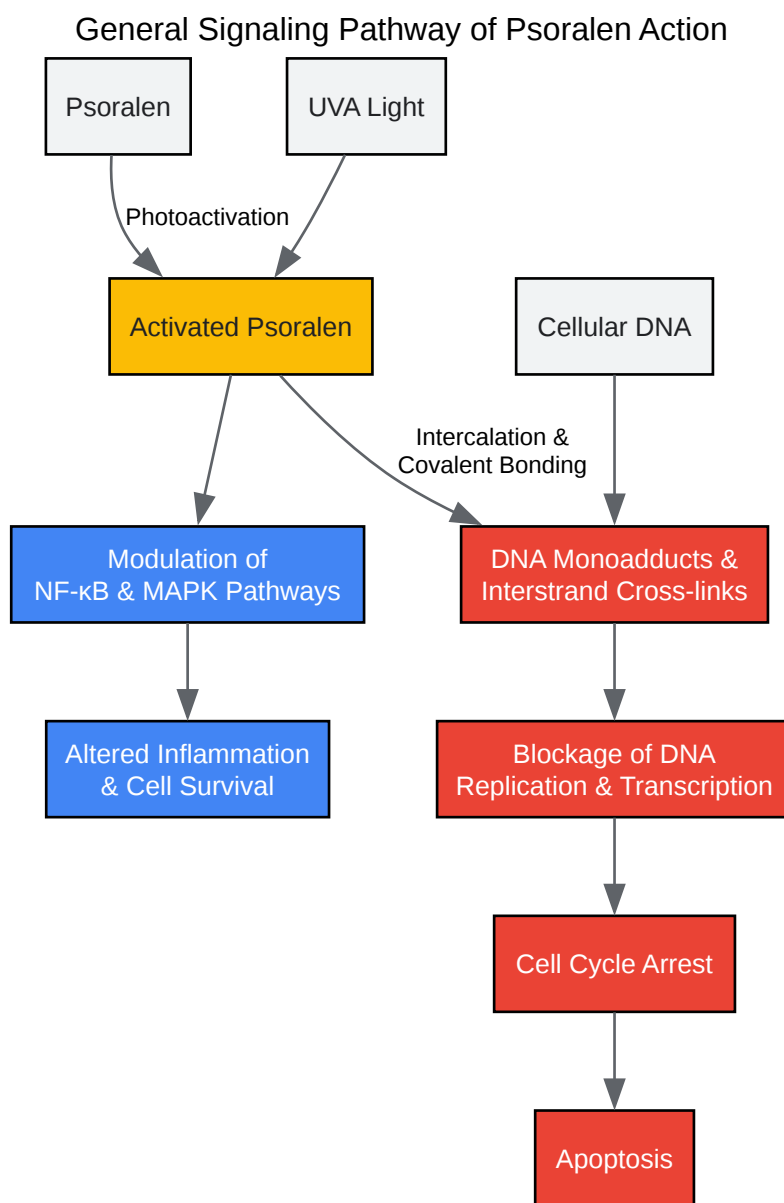 General Signaling Pathway of Psoralen Action
Psoralen
UVA Light
Photoactivation
Activated Psoralen
Cellular DNA
Intercalation &
Covalent Bonding
Modulation of
NF-κB & MAPK Pathways
DNA Monoadducts &
Interstrand Cross-links
Altered Inflammation
& Cell Survival
Blockage of DNA
Replication & Transcription
Cell Cycle Arrest
Apoptosis